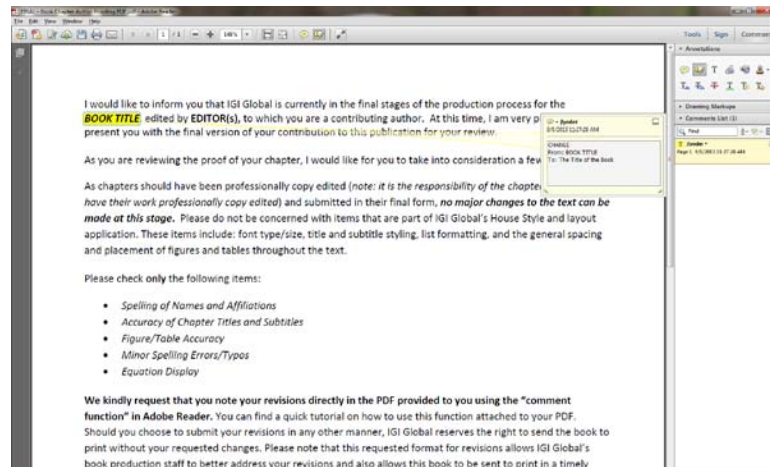 File Edit View Window Help
1 / 1
Tools Sign Comment
Annotations
Drawing Markups
Comments List (1)
Find
I would like to inform you that IGI Global is currently in the final stages of the production process for the
BOOK TITLE, edited by EDITOR(s), to which you are a contributing author. At this time, I am very p
present you with the final version of your contribution to this publication for your review.
CHANGE
From: BOOK TITLE
To: The Title of the Book
As you are reviewing the proof of your chapter, I would like for you to take into consideration a few
As chapters should have been professionally copy edited (note: it is the responsibility of the chapte
have their work professionally copy edited) and submitted in their final form, no major changes to the text can be
made at this stage. Please do not be concerned with items that are part of IGI Global's House Style and layout
application. These items include: font type/size, title and subtitle styling, list formatting, and the general spacing
and placement of figures and tables throughout the text.
Please check only the following items:
• Spelling of Names and Affiliations
• Accuracy of Chapter Titles and Subtitles
• Figure/Table Accuracy
• Minor Spelling Errors/Typos
• Equation Display
We kindly request that you note your revisions directly in the PDF provided to you using the "comment
function" in Adobe Reader. You can find a quick tutorial on how to use this function attached to your PDF.
Should you choose to submit your revisions in any other manner, IGI Global reserves the right to send the book to
print without your requested changes. Please note that this requested format for revisions allows IGI Global's
book production staff to better address your revisions and also allows this book to be sent to print in a timely